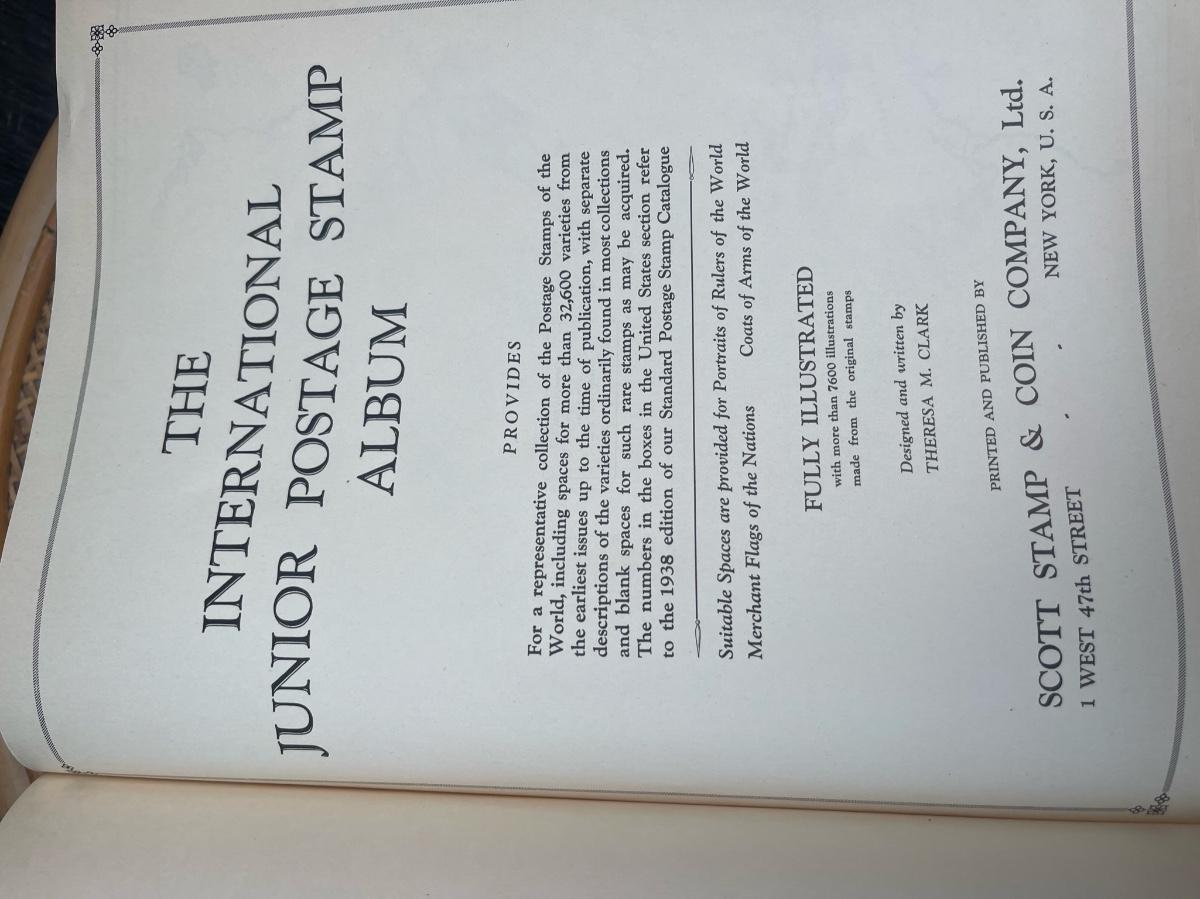 THE
INTERNATIONAL
JUNIOR POSTAGE STAMP
ALBUM
PROVIDES
For a representative collection of the Postage Stamps of the
World, including spaces for more than 32,600 varieties from
the earliest issues up to the time of publication, with separate
descriptions of the varieties ordinarily found in most collections
and blank spaces for such rare stamps as may be acquired.
The numbers in the boxes in the United States section refer
to the 1938 edition of our Standard Postage Stamp Catalogue
Suitable Spaces are provided for Portraits of Rulers of the World
Merchant Flags of the Nations Coats of Arms of the World
FULLY ILLUSTRATED
with more than 7600 illustrations
made from the original stamps
Designed and written by
THERESA M. CLARK
PRINTED AND PUBLISHED BY
SCOTT STAMP & COIN COMPANY, Ltd.
1 WEST 47th STREET . . NEW YORK, U. S. A.